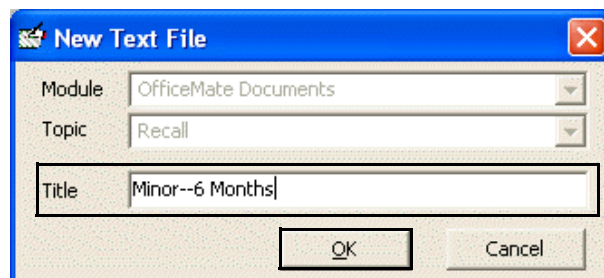 New Text File
Module OfficeMate Documents
Topic Recall
Title Minor--6 Months
OK Cancel